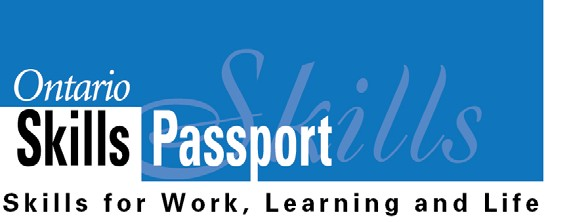 Skills
Ontario
Skills Passport
Skills for Work, Learning and Life